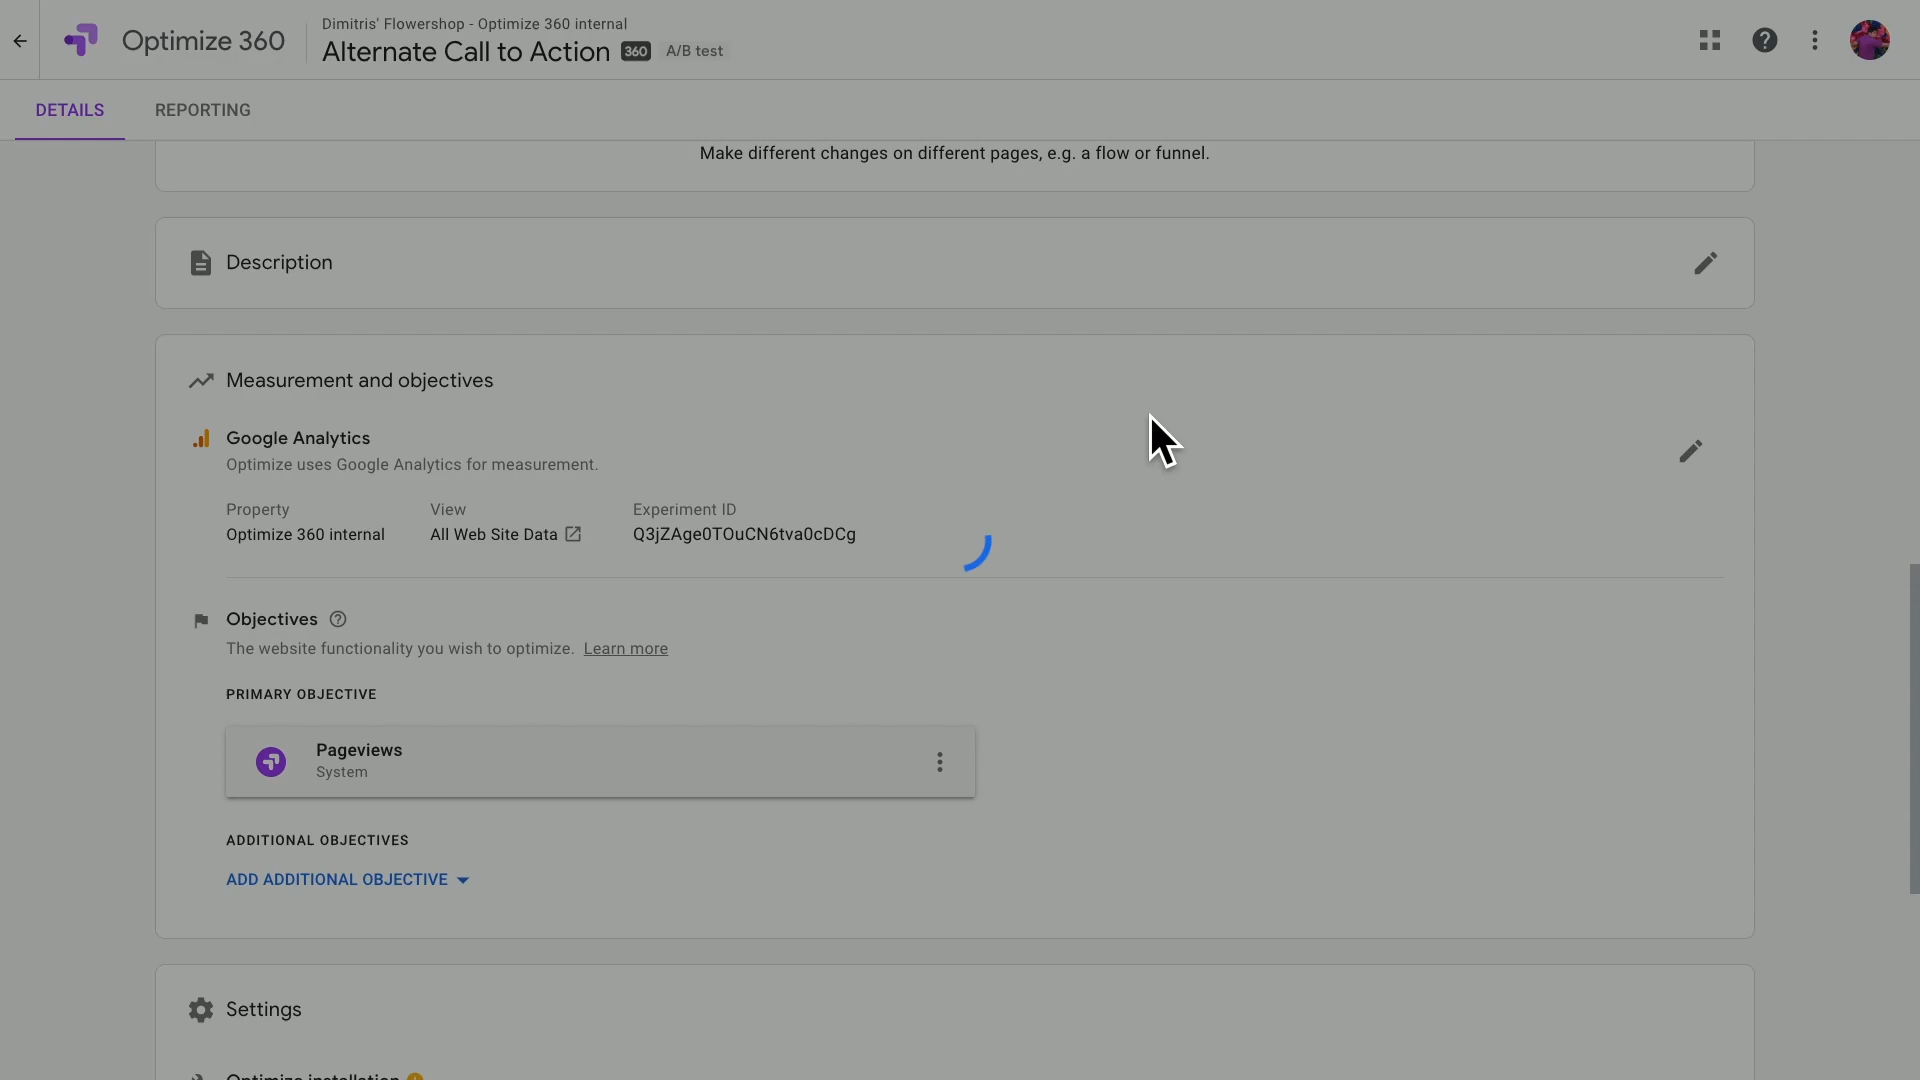 Dimitris' Flowershop - Optimize 360 internal
Optimize 360
Alternate Call to Action 360 A/B test
DETAILS REPORTING
Make different changes on different pages, e.g. a flow or funnel.
Description
Measurement and objectives
Google Analytics
Optimize uses Google Analytics for measurement.
Property View Experiment ID
Optimize 360 internal All Web Site Data Q3jZAge0TOuCN6tva0cDCg
Objectives
The website functionality you wish to optimize. Learn more
PRIMARY OBJECTIVE
Pageviews
System
ADDITIONAL OBJECTIVES
ADD ADDITIONAL OBJECTIVE
Settings
Optimize installation